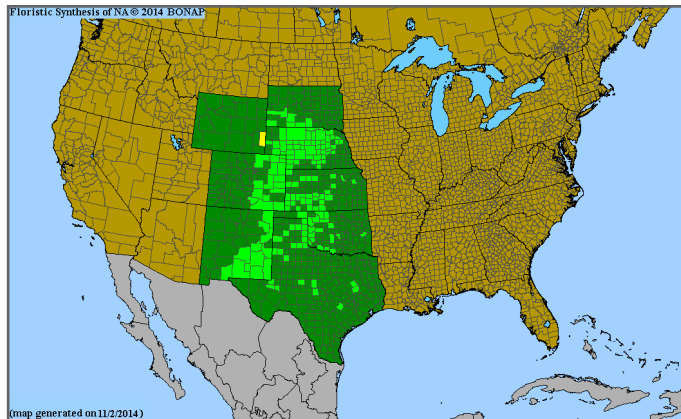 Floristic Synthesis of NA © 2014 BONAP
(map generated on 11/2/2014)